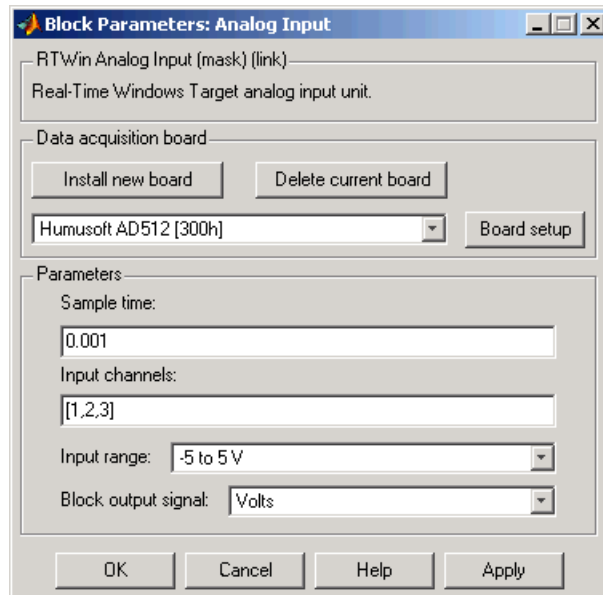 Block Parameters: Analog Input
RTWin Analog Input (mask) (link)
Real-Time Windows Target analog input unit.
Data acquisition board
Install new board Delete current board
Humusoft AD512 [300h] Board setup
Parameters
Sample time:
0.001
Input channels:
[1,2,3]
Input range: -5 to 5 V
Block output signal: Volts
OK Cancel Help Apply